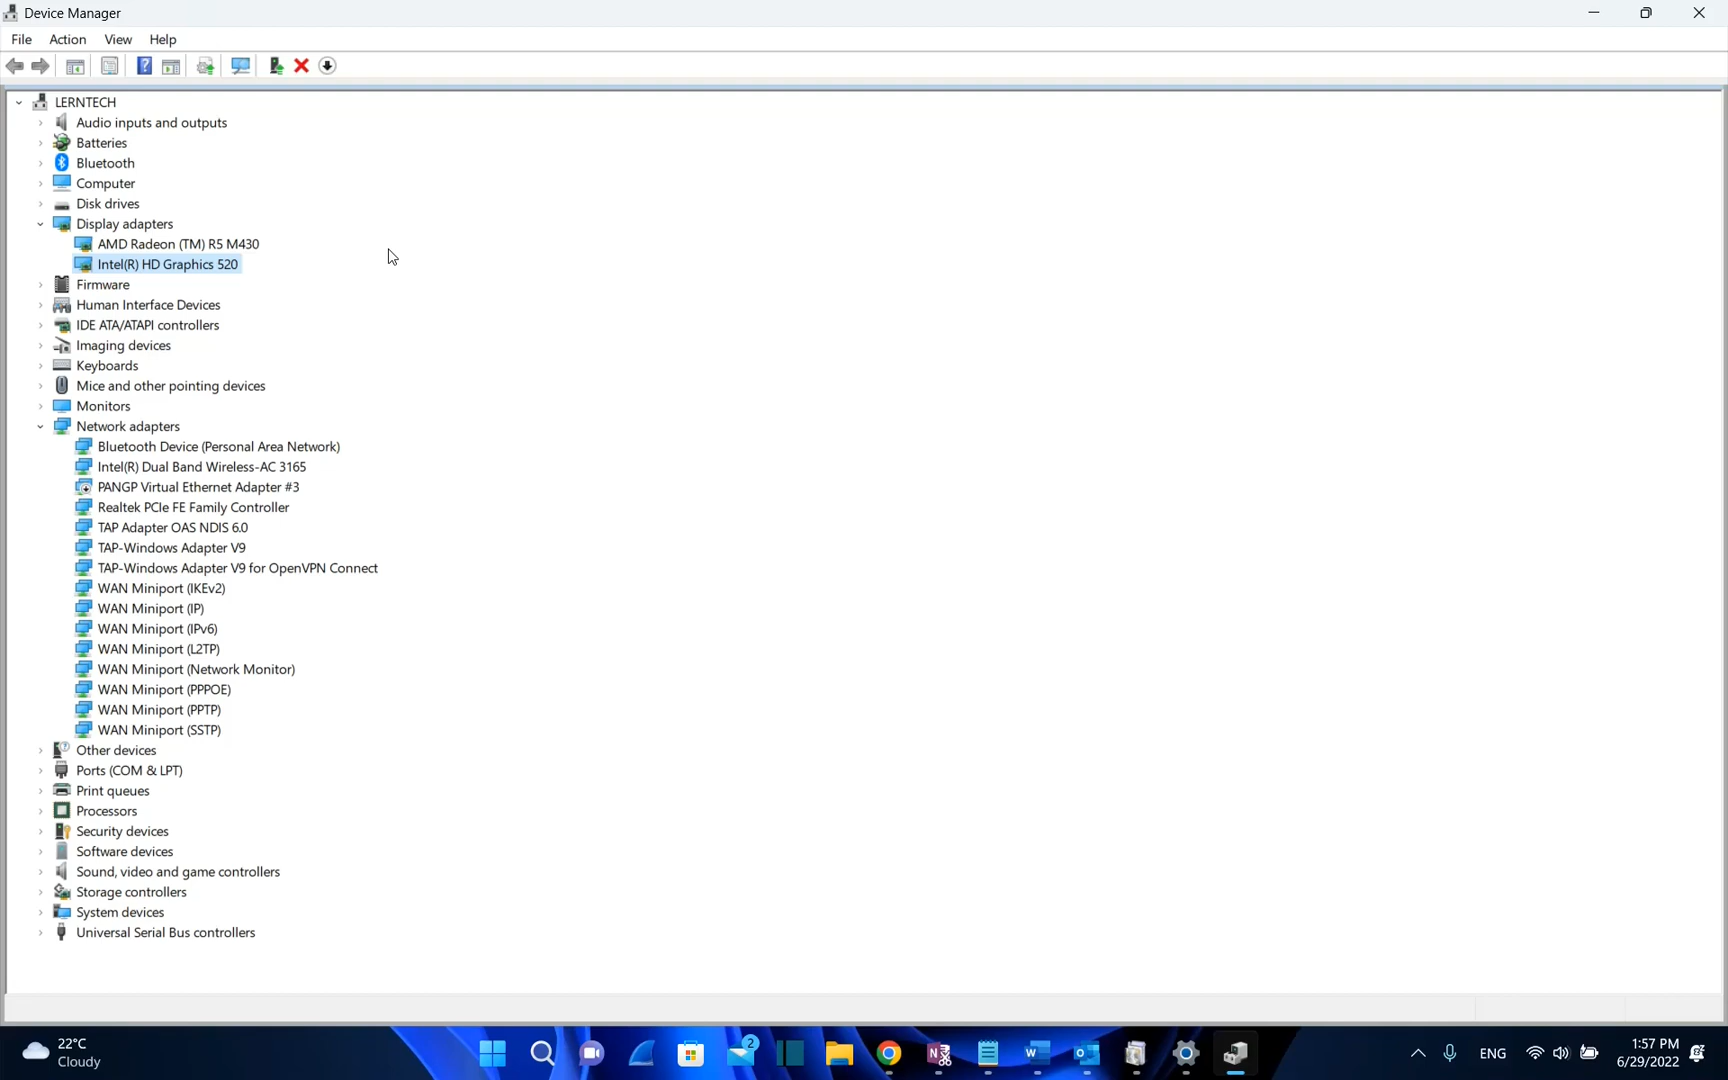 Device Manager
File Action View Help
LERNTECH
Audio inputs and outputs
Batteries
Bluetooth
Computer
Disk drives
Display adapters
AMD Radeon (TM) R5 M430
Intel(R) HD Graphics 520
Firmware
Human Interface Devices
IDE ATA/ATAPI controllers
Imaging devices
Keyboards
Mice and other pointing devices
Monitors
Network adapters
Bluetooth Device (Personal Area Network)
Intel(R) Dual Band Wireless-AC 3165
PANGP Virtual Ethernet Adapter #3
Realtek PCIe FE Family Controller
TAP Adapter OAS NDIS 6.0
TAP-Windows Adapter V9
TAP-Windows Adapter V9 for OpenVPN Connect
WAN Miniport (IKEv2)
WAN Miniport (IP)
WAN Miniport (IPv6)
WAN Miniport (L2TP)
WAN Miniport (Network Monitor)
WAN Miniport (PPPOE)
WAN Miniport (PPTP)
WAN Miniport (SSTP)
Other devices
Ports (COM & LPT)
Print queues
Processors
Security devices
Software devices
Sound, video and game controllers
Storage controllers
System devices
Universal Serial Bus controllers
22°C
Cloudy
2
ENG
1:57 PM
6/29/2022